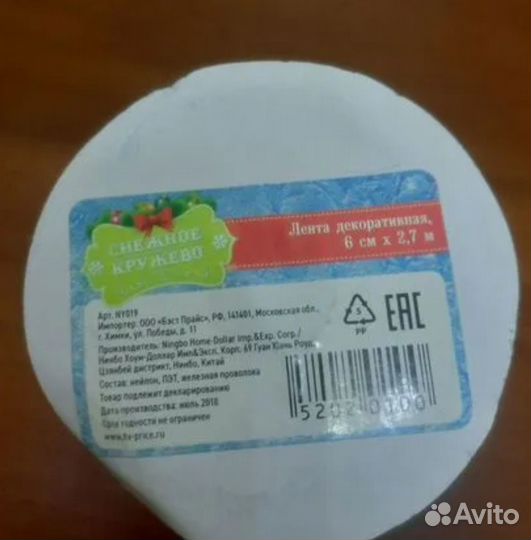 СНЕЖНОЕ
КРУЖЕВО
Лента декоративная,
6 см х 2,7 м
Арт. NY019
Импортер: ООО «Бэст Прайс», РФ, 141401, Московская обл.,
г. Химки, ул. Победы, д. 11
Производитель: Ningbo Home-Dollar Imp.&Exp. Corp./
Нинбо Хоум-Доллар Имп&Эксп. Корп. 69 Гуан Юань Роуд,
Цзянбей дистрикт, Нинбо, Китай
Состав: нейлон, ПЭТ, железная проволока
Товар подлежит декларированию
Дата производства: июль 2018
Срок годности не ограничен
www.fix-price.ru
5
PP
EAC
5202 0100
Avito